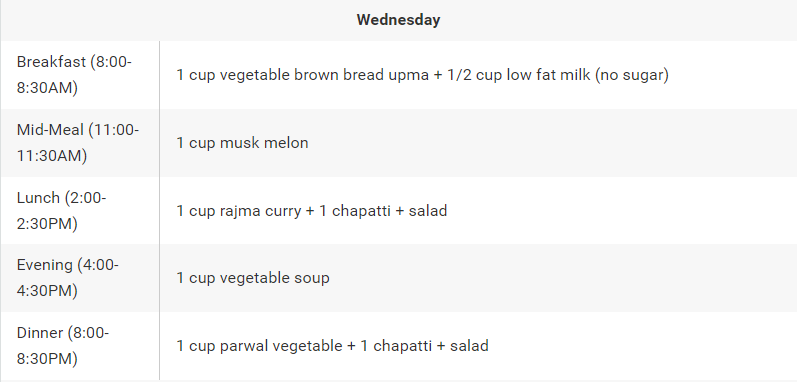 Wednesday
Breakfast (8:00-
8:30AM)
1 cup vegetable brown bread upma + 1/2 cup low fat milk (no sugar)
Mid-Meal (11:00-
11:30AM)
1 cup musk melon
Lunch (2:00-
2:30PM)
1 cup rajma curry + 1 chapatti + salad
Evening (4:00-
4:30PM)
1 cup vegetable soup
Dinner (8:00-
8:30PM)
1 cup parwal vegetable + 1 chapatti + salad